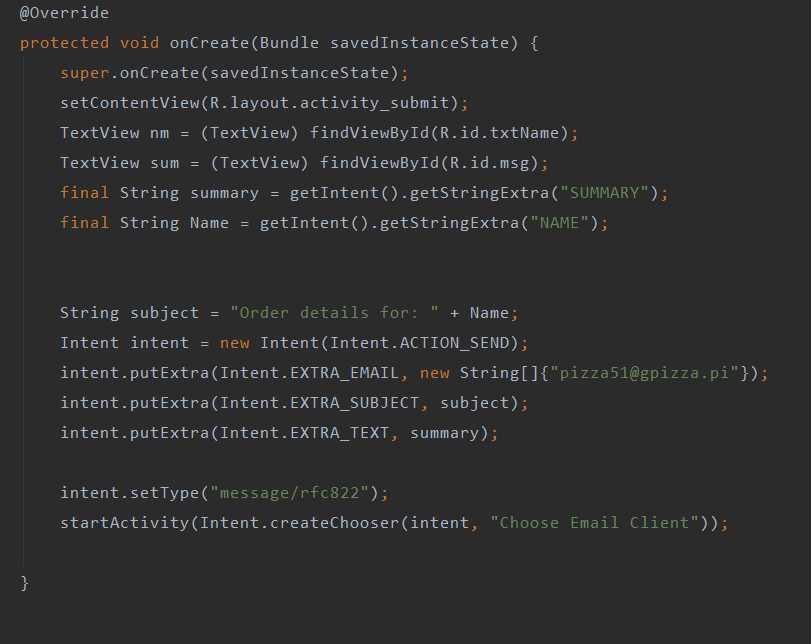 @Override
protected void onCreate(Bundle savedInstanceState) {
    super.onCreate(savedInstanceState);
    setContentView(R.layout.activity_submit);
    TextView nm = (TextView) findViewById(R.id.txtName);
    TextView sum = (TextView) findViewById(R.id.msg);
    final String summary = getIntent().getStringExtra("SUMMARY");
    final String Name = getIntent().getStringExtra("NAME");
    String subject = "Order details for: " + Name;
    Intent intent = new Intent(Intent.ACTION_SEND);
    intent.putExtra(Intent.EXTRA_EMAIL, new String[]{"pizza51@gpizza.pi"});
    intent.putExtra(Intent.EXTRA_SUBJECT, subject);
    intent.putExtra(Intent.EXTRA_TEXT, summary);
    intent.setType("message/rfc822");
    startActivity(Intent.createChooser(intent, "Choose Email Client"));
}